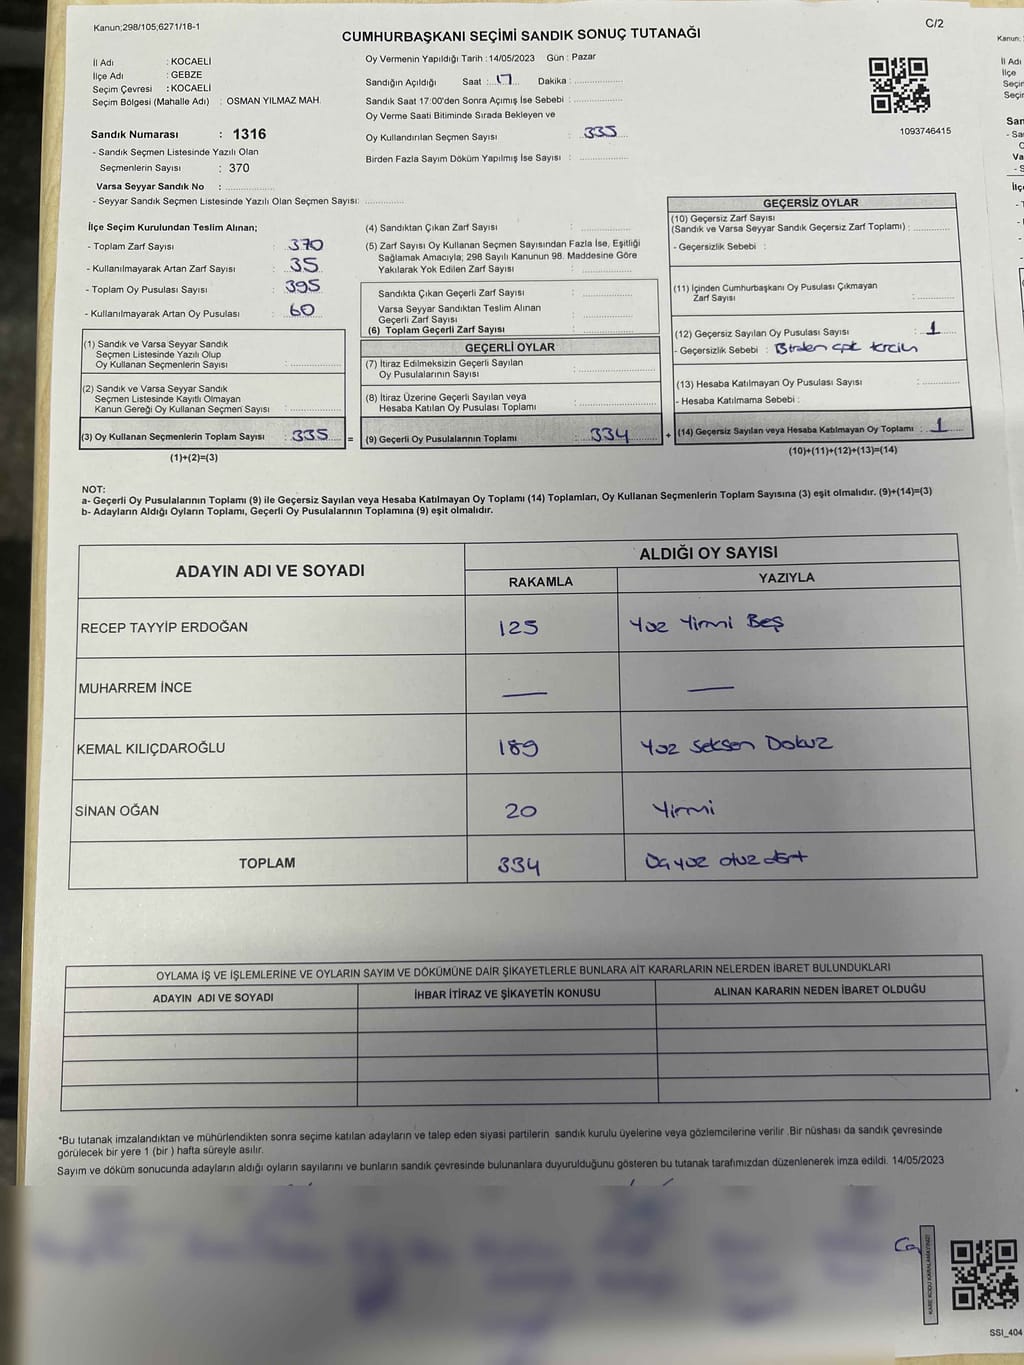 Kanun;298/105;6271/18-1
C/2
CUMHURBAŞKANI SEÇİMİ SANDIK SONUÇ TUTANAĞI
İl Adı : KOCAELİ
İlçe Adı : GEBZE
Seçim Çevresi : KOCAELİ
Seçim Bölgesi (Mahalle Adı) : OSMAN YILMAZ MAH.
Sandık Numarası : 1316
- Sandık Seçmen Listesinde Yazılı Olan
Seçmenlerin Sayısı : 370
Varsa Seyyar Sandık No : ..............
- Seyyar Sandık Seçmen Listesinde Yazılı Olan Seçmen Sayısı: ............
Oy Vermenin Yapıldığı Tarih : 14/05/2023 Gün : Pazar
Sandığın Açıldığı Saat : 17 Dakika : ..............
Sandık Saat 17:00'den Sonra Açımış İse Sebebi : ..............
Oy Verme Saati Bitiminde Sırada Bekleyen ve
Oy Kullandırılan Seçmen Sayısı : 335
Birden Fazla Sayım Döküm Yapılmış İse Sayısı : ..............
1093746415
İlçe Seçim Kurulundan Teslim Alınan;
- Toplam Zarf Sayısı : 370
- Kullanılmayarak Artan Zarf Sayısı : 35
- Toplam Oy Pusulası Sayısı : 395
- Kullanılmayarak Artan Oy Pusulası : 60
(1) Sandık ve Varsa Seyyar Sandık
Seçmen Listesinde Yazılı Olup
Oy Kullanan Seçmenlerin Sayısı : ..............
(2) Sandık ve Varsa Seyyar Sandık
Seçmen Listesinde Kayıtlı Olmayan
Kanun Gereği Oy Kullanan Seçmen Sayısı : ..............
(3) Oy Kullanan Seçmenlerin Toplam Sayısı : 335 =
(1)+(2)=(3)
(4) Sandıktan Çıkan Zarf Sayısı : ..............
(5) Zarf Sayısı Oy Kullanan Seçmen Sayısından Fazla İse, Eşitliği
Sağlamak Amacıyla; 298 Sayılı Kanunun 98. Maddesine Göre
Yakılarak Yok Edilen Zarf Sayısı : ..............
Sandıkta Çıkan Geçerli Zarf Sayısı : ..............
Varsa Seyyar Sandıktan Teslim Alınan
Geçerli Zarf Sayısı : ..............
(6) Toplam Geçerli Zarf Sayısı : ..............
GEÇERLİ OYLAR
(7) İtiraz Edilmeksizin Geçerli Sayılan
Oy Pusulalarının Sayısı : ..............
(8) İtiraz Üzerine Geçerli Sayılan veya
Hesaba Katılan Oy Pusulası Toplamı : ..............
(9) Geçerli Oy Pusulalarının Toplamı : 334 +
GEÇERSİZ OYLAR
(10) Geçersiz Zarf Sayısı
(Sandık ve Varsa Seyyar Sandık Geçersiz Zarf Toplamı) : ..............
- Geçersizlik Sebebi :
(11) İçinden Cumhurbaşkanı Oy Pusulası Çıkmayan
Zarf Sayısı : ..............
(12) Geçersiz Sayılan Oy Pusulası Sayısı : 1
- Geçersizlik Sebebi : Birden çok tercih
(13) Hesaba Katılmayan Oy Pusulası Sayısı : ..............
- Hesaba Katılmama Sebebi :
(14) Geçersiz Sayılan veya Hesaba Katılmayan Oy Toplamı : 1
(10)+(11)+(12)+(13)=(14)
NOT:
a- Geçerli Oy Pusulalarının Toplamı (9) ile Geçersiz Sayılan veya Hesaba Katılmayan Oy Toplamı (14) Toplamları, Oy Kullanan Seçmenlerin Toplam Sayısına (3) eşit olmalıdır. (9)+(14)=(3)
b- Adayların Aldığı Oyların Toplamı, Geçerli Oy Pusulalarının Toplamına (9) eşit olmalıdır.
ADAYIN ADI VE SOYADI
ALDIĞI OY SAYISI
RAKAMLA YAZIYLA
RECEP TAYYİP ERDOĞAN 125 Yüz Yirmi Beş
MUHARREM İNCE — —
KEMAL KILIÇDAROĞLU 189 Yüz Seksen Dokuz
SİNAN OĞAN 20 Yirmi
TOPLAM 334 Üçyüz otuz dört
OYLAMA İŞ VE İŞLEMLERİNE VE OYLARIN SAYIM VE DÖKÜMÜNE DAİR ŞİKAYETLERLE BUNLARA AİT KARARLARIN NELERDEN İBARET BULUNDUKLARI
ADAYIN ADI VE SOYADI İHBAR İTİRAZ VE ŞİKAYETİN KONUSU ALINAN KARARIN NEDEN İBARET OLDUĞU
*Bu tutanak imzalandıktan ve mühürlendikten sonra seçime katılan adayların ve talep eden siyasi partilerin sandık kurulu üyelerine veya gözlemcilerine verilir .Bir nüshası da sandık çevresinde
görülecek bir yere 1 (bir ) hafta süreyle asılır.
Sayım ve döküm sonucunda adayların aldığı oyların sayılarını ve bunların sandık çevresinde bulunanlara duyurulduğunu gösteren bu tutanak tarafımızdan düzenlenerek imza edildi. 14/05/2023
KARE KODU KARALAMAYINIZ!
SSI_404